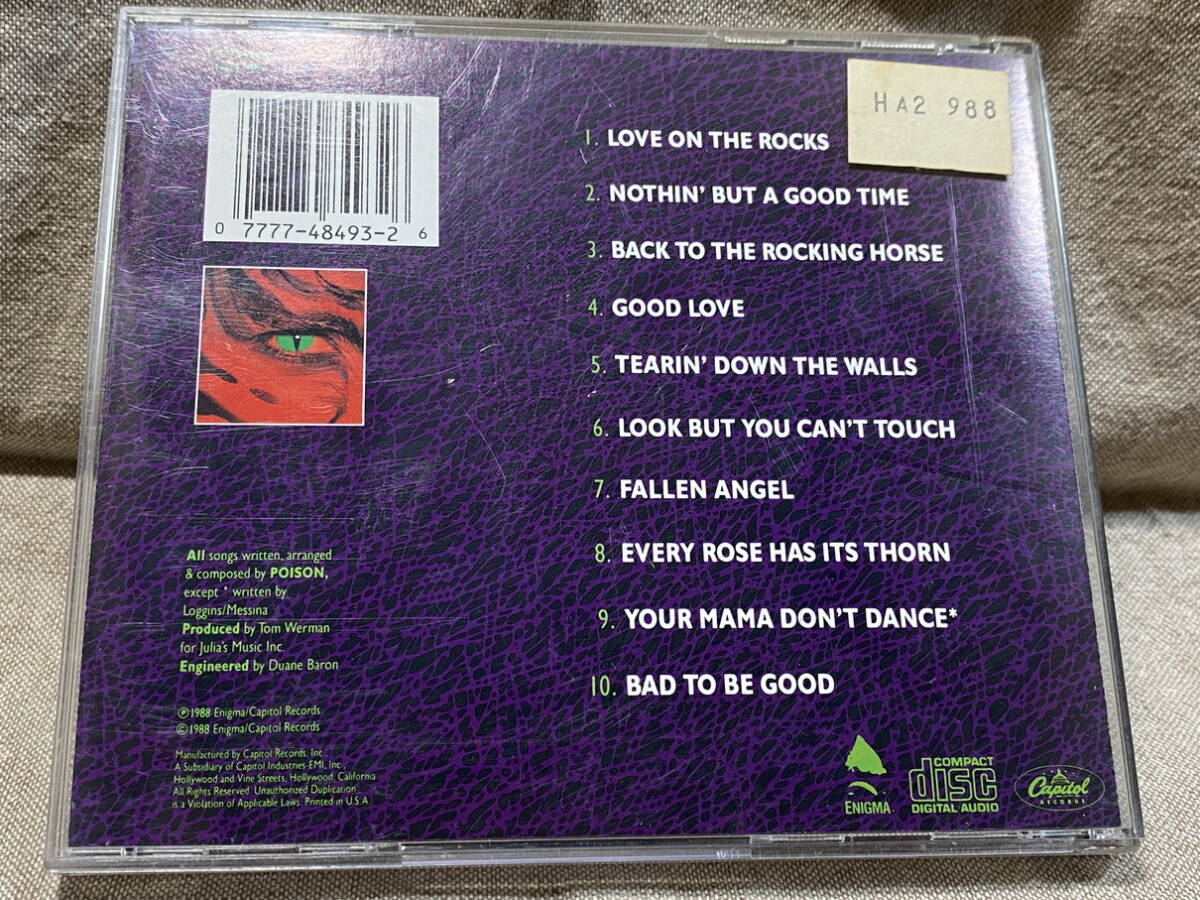 HA2 988
0 7777-48493-2 6
1. LOVE ON THE ROCKS
2. NOTHIN' BUT A GOOD TIME
3. BACK TO THE ROCKING HORSE
4. GOOD LOVE
5. TEARIN' DOWN THE WALLS
6. LOOK BUT YOU CAN'T TOUCH
7. FALLEN ANGEL
8. EVERY ROSE HAS ITS THORN
9. YOUR MAMA DON'T DANCE*
10. BAD TO BE GOOD
All songs written, arranged
& composed by POISON,
except * written by
Loggins/Messina
Produced by Tom Werman
for Julia's Music Inc.
Engineered by Duane Baron
℗1988 Enigma/Capitol Records
©1988 Enigma/Capitol Records
Manufactured by Capitol Records, Inc.,
A Subsidiary of Capitol Industries-EMI, Inc.,
Hollywood and Vine Streets, Hollywood, California
All Rights Reserved. Unauthorized Duplication
is a Violation of Applicable Laws. Printed in U.S.A.
ENIGMA
COMPACT
disc
DIGITAL AUDIO
Capitol
RECORDS